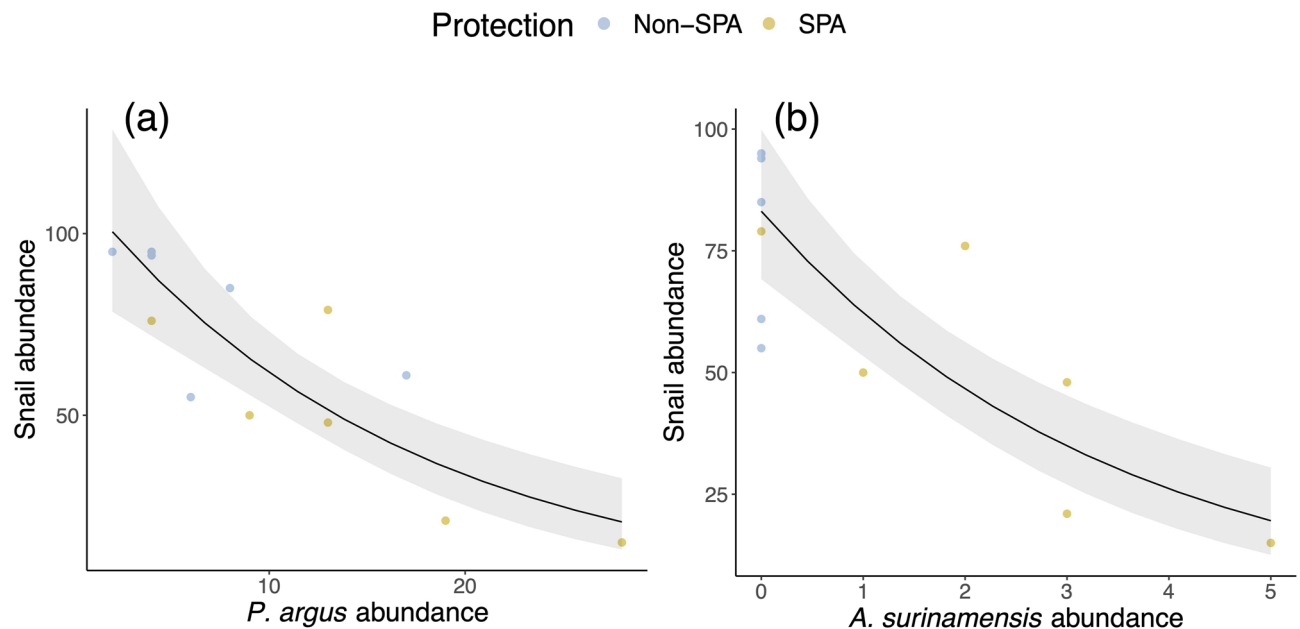 Protection Non−SPA SPA
(a)
Snail abundance
100
50
10 20
P. argus abundance
(b)
Snail abundance
100
75
50
25
0 1 2 3 4 5
A. surinamensis abundance